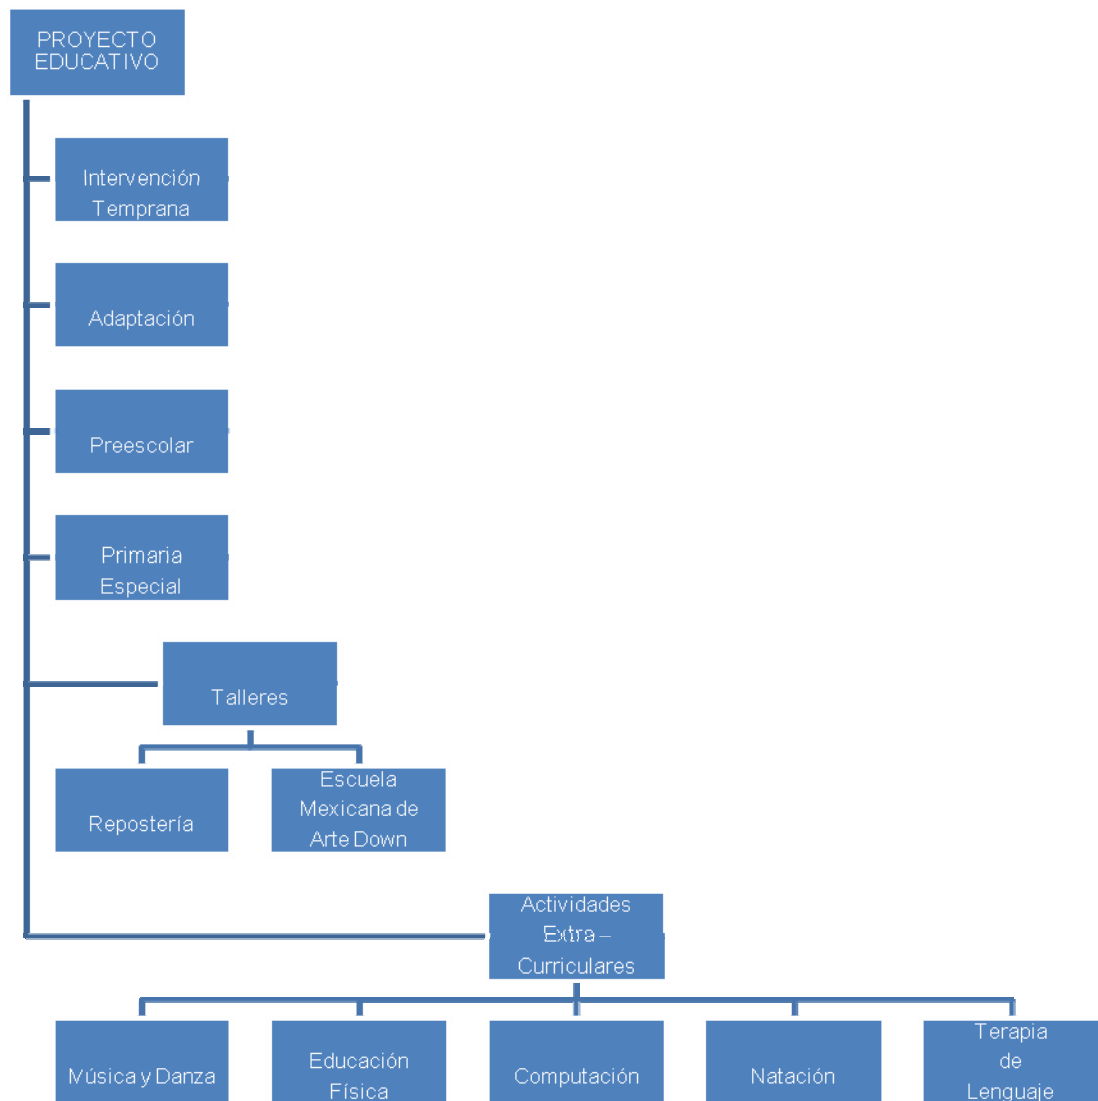 PROYECTO
EDUCATIVO
Intervención
Temprana
Adaptación
Preescolar
Primaria
Especial
Talleres
Repostería
Escuela
Mexicana de
Arte Down
Actividades
Extra –
Curriculares
Música y Danza
Educación
Física
Computación
Natación
Terapia
de
Lenguaje